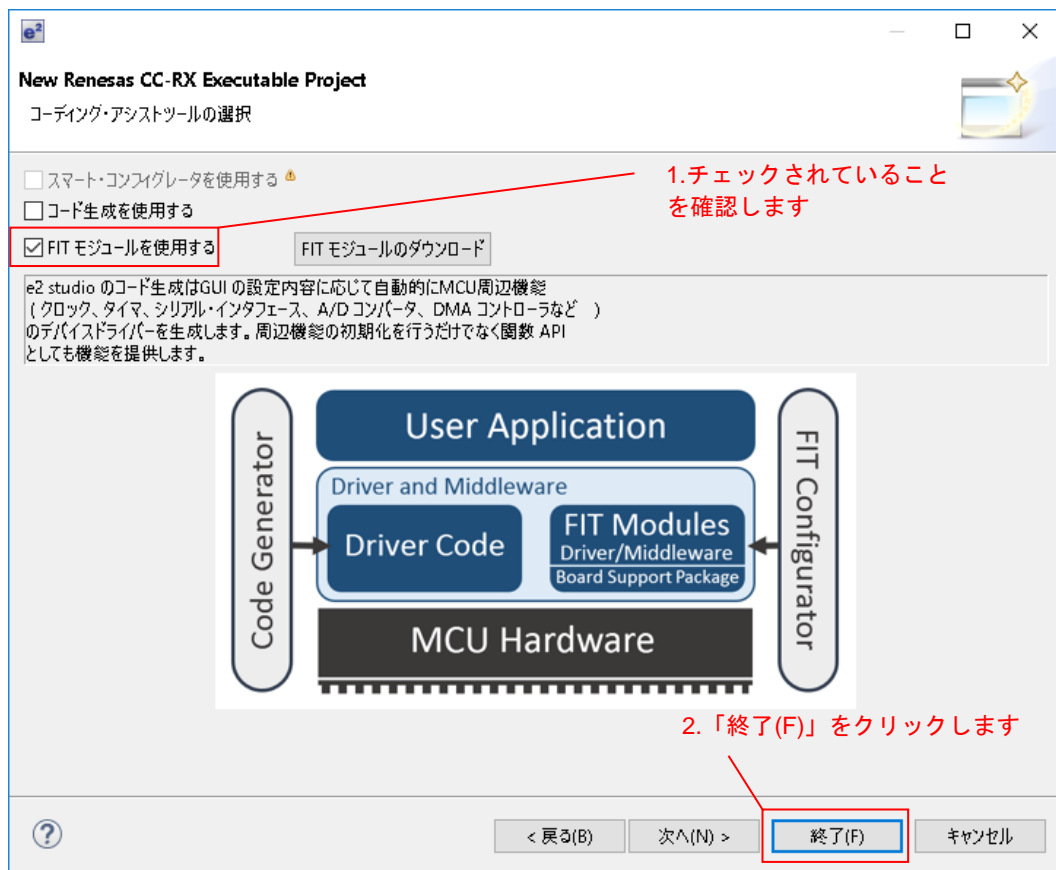 e²
New Renesas CC-RX Executable Project
コーディング・アシストツールの選択
スマート・コンフィグレータを使用する
1.チェックされていること
を確認します
コード生成を使用する
FIT モジュールを使用する
FIT モジュールのダウンロード
e2 studio のコード生成はGUI の設定内容に応じて自動的にMCU周辺機能
( クロック、タイマ、シリアル・インタフェース、A/D コンバータ、DMA コントローラなど )
のデバイスドライバーを生成します。周辺機能の初期化を行うだけでなく関数 API
としても機能を提供します。
Code Generator
User Application
Driver and Middleware
Driver Code
FIT Modules
Driver/Middleware
Board Support Package
MCU Hardware
FIT Configurator
2.「終了(F)」をクリックします
?
< 戻る(B)
次へ(N) >
終了(F)
キャンセル